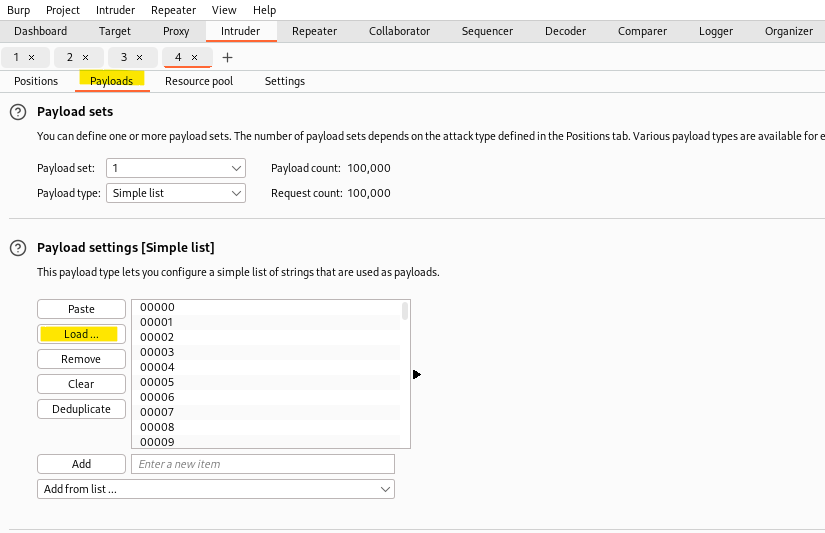 Burp Project Intruder Repeater View Help
Dashboard Target Proxy Intruder Repeater Collaborator Sequencer Decoder Comparer Logger Organizer
1 × 2 × 3 × 4 × +
Positions Payloads Resource pool Settings
? Payload sets
You can define one or more payload sets. The number of payload sets depends on the attack type defined in the Positions tab. Various payload types are available for e
Payload set: 1 Payload count: 100,000
Payload type: Simple list Request count: 100,000
? Payload settings [Simple list]
This payload type lets you configure a simple list of strings that are used as payloads.
Paste 00000
00001
Load ... 00002
00003
Remove 00004
00005
Clear 00006
00007
Deduplicate 00008
00009
Add Enter a new item
Add from list ...